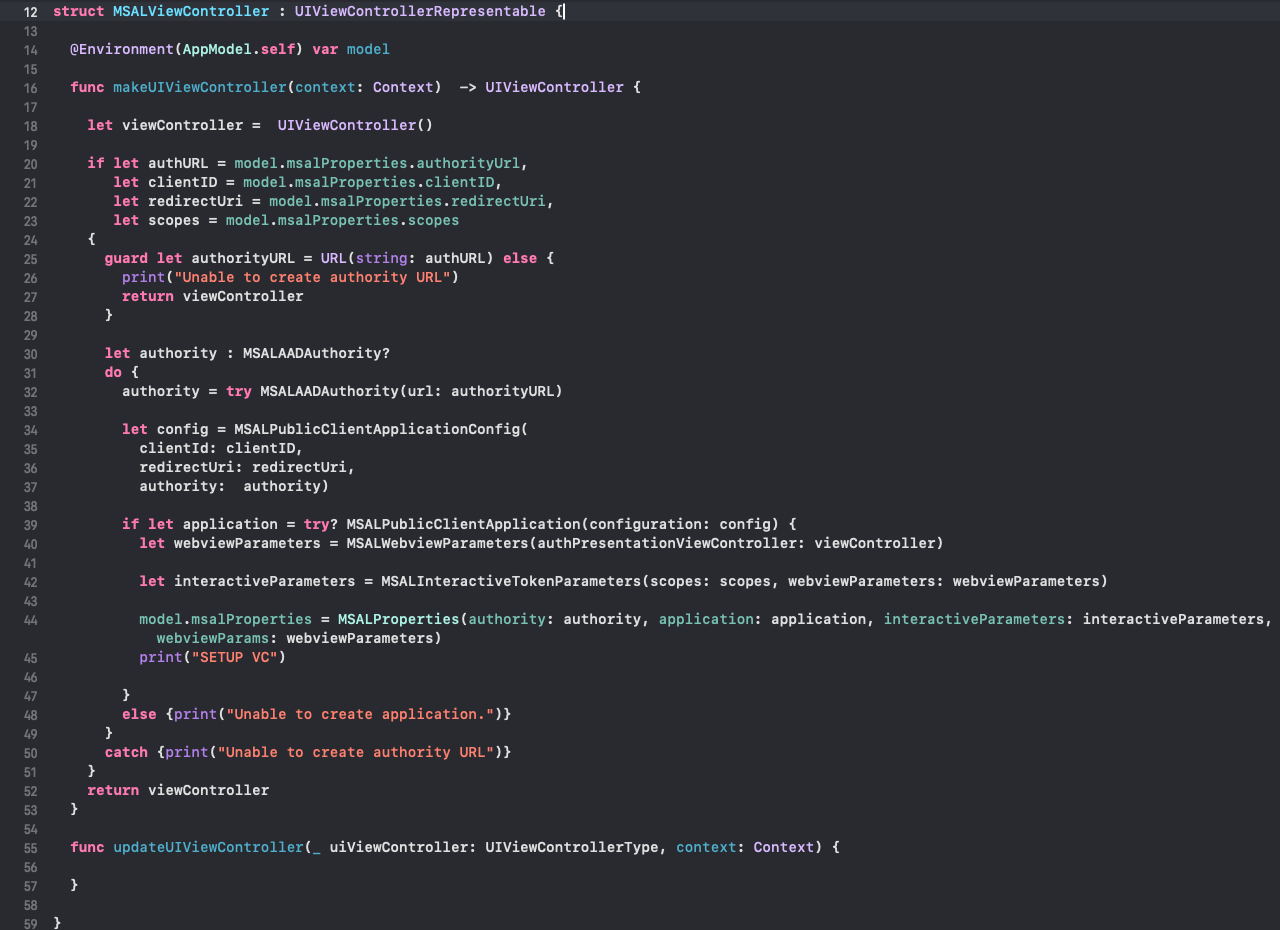 12 struct MSALViewController : UIViewControllerRepresentable {
13
14   @Environment(AppModel.self) var model
15
16   func makeUIViewController(context: Context)  -> UIViewController {
17
18     let viewController =  UIViewController()
19
20     if let authURL = model.msalProperties.authorityUrl,
21        let clientID = model.msalProperties.clientID,
22        let redirectUri = model.msalProperties.redirectUri,
23        let scopes = model.msalProperties.scopes
24     {
25       guard let authorityURL = URL(string: authURL) else {
26         print("Unable to create authority URL")
27         return viewController
28       }
29
30       let authority : MSALAADAuthority?
31       do {
32         authority = try MSALAADAuthority(url: authorityURL)
33
34         let config = MSALPublicClientApplicationConfig(
35           clientId: clientID,
36           redirectUri: redirectUri,
37           authority:  authority)
38
39         if let application = try? MSALPublicClientApplication(configuration: config) {
40           let webviewParameters = MSALWebviewParameters(authPresentationViewController: viewController)
41
42           let interactiveParameters = MSALInteractiveTokenParameters(scopes: scopes, webviewParameters: webviewParameters)
43
44           model.msalProperties = MSALProperties(authority: authority, application: application, interactiveParameters: interactiveParameters,
             webviewParams: webviewParameters)
45           print("SETUP VC")
46
47         }
48         else {print("Unable to create application.")}
49       }
50       catch {print("Unable to create authority URL")}
51     }
52     return viewController
53   }
54
55   func updateUIViewController(_ uiViewController: UIViewControllerType, context: Context) {
56
57   }
58
59 }